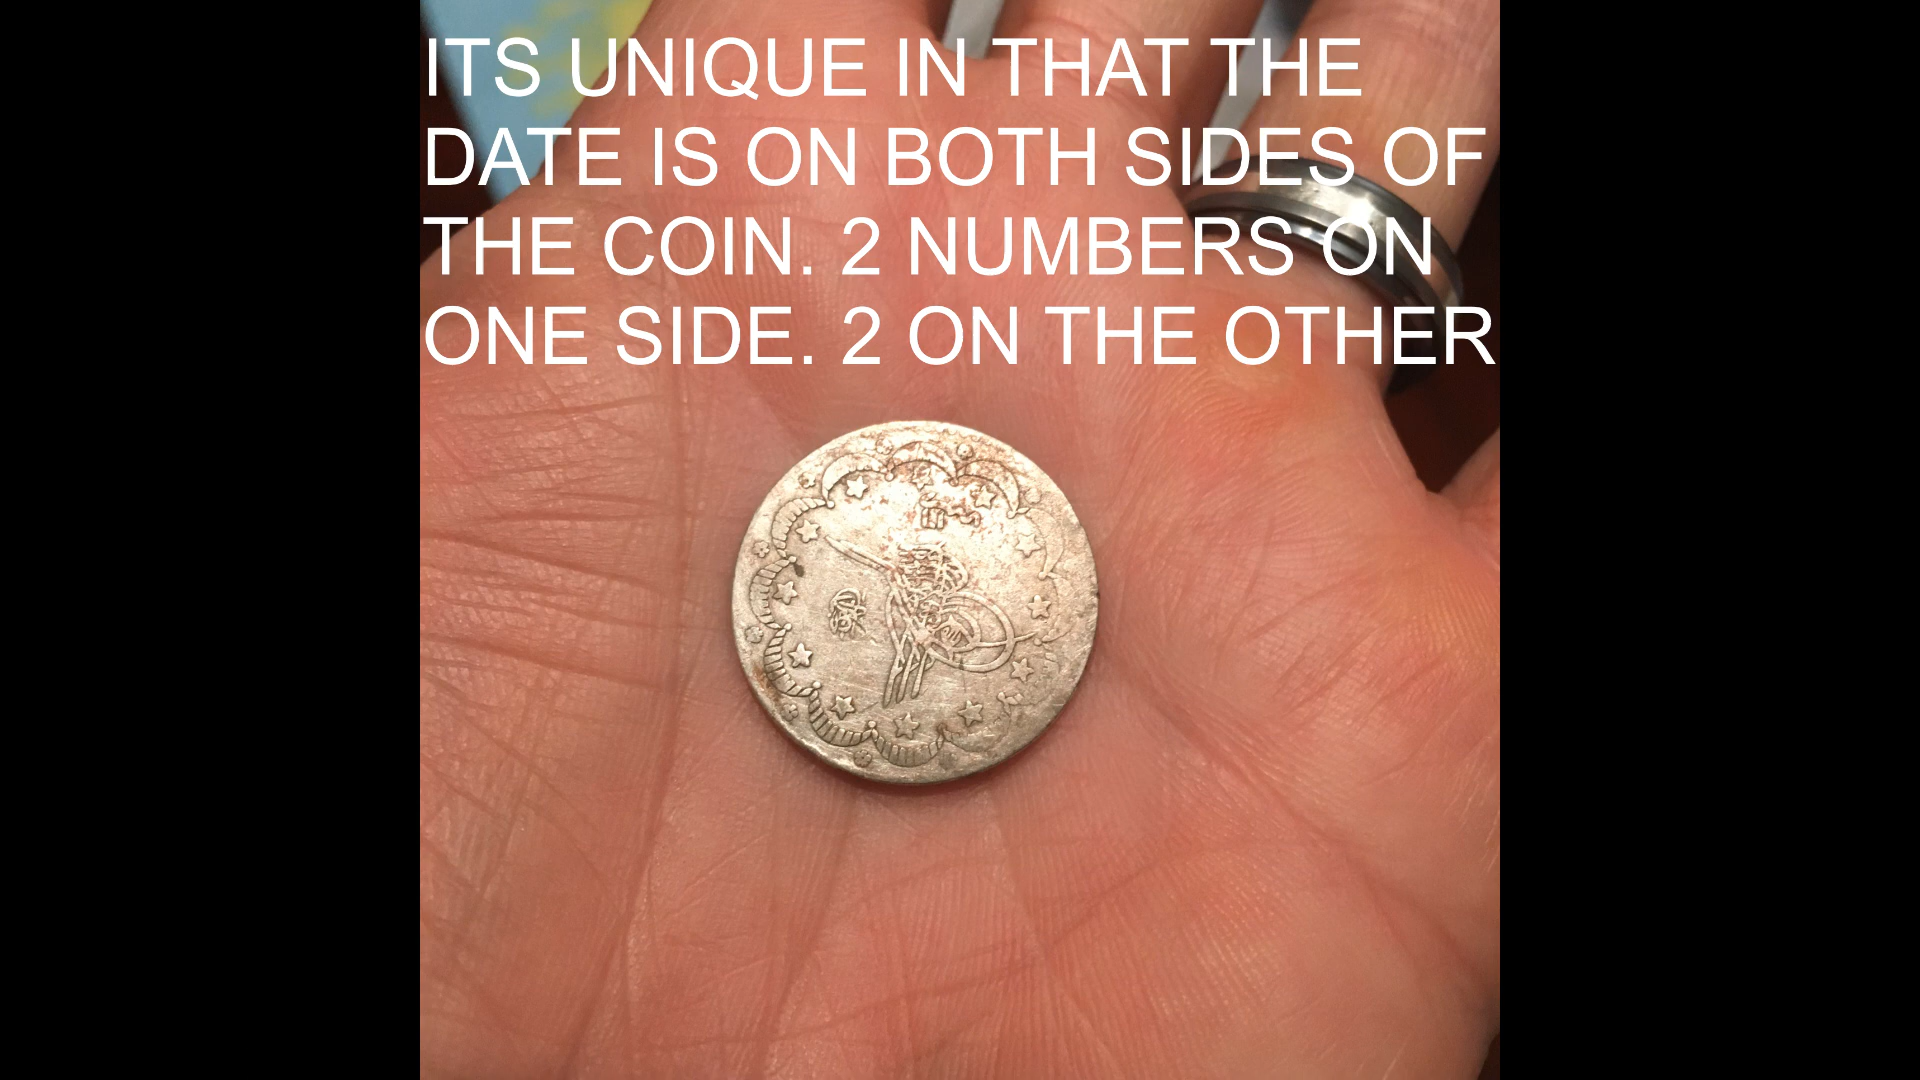 ITS UNIQUE IN THAT THE
DATE IS ON BOTH SIDES OF
THE COIN. 2 NUMBERS ON
ONE SIDE. 2 ON THE OTHER